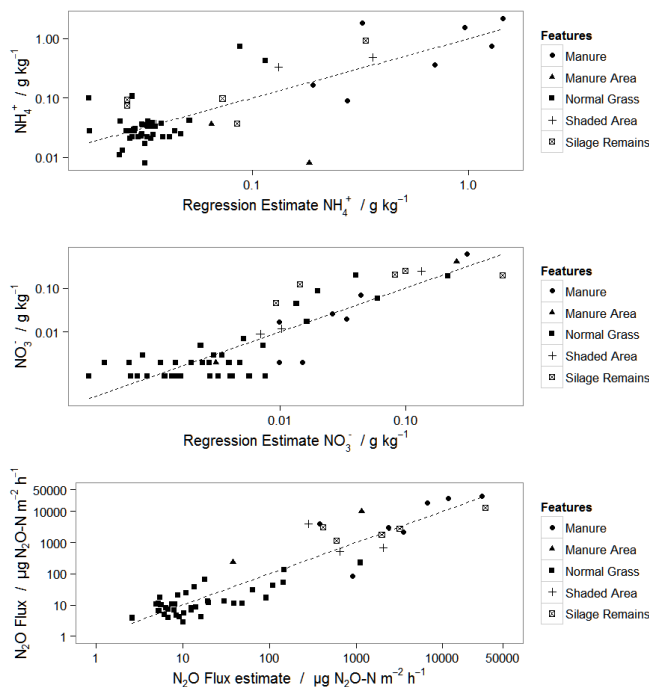 NH₄⁺ / g kg⁻¹
1.00
0.10
0.01
0.1
1.0
Regression Estimate NH₄⁺ / g kg⁻¹
Features
Manure
Manure Area
Normal Grass
Shaded Area
Silage Remains
NO₃⁻ / g kg⁻¹
0.10
0.01
0.01
0.10
Regression Estimate NO₃⁻ / g kg⁻¹
Features
Manure
Manure Area
Normal Grass
Shaded Area
Silage Remains
N₂O Flux / µg N₂O-N m⁻² h⁻¹
50000
10000
1000
100
10
1
1
10
100
1000
10000
50000
N₂O Flux estimate / µg N₂O-N m⁻² h⁻¹
Features
Manure
Manure Area
Normal Grass
Shaded Area
Silage Remains